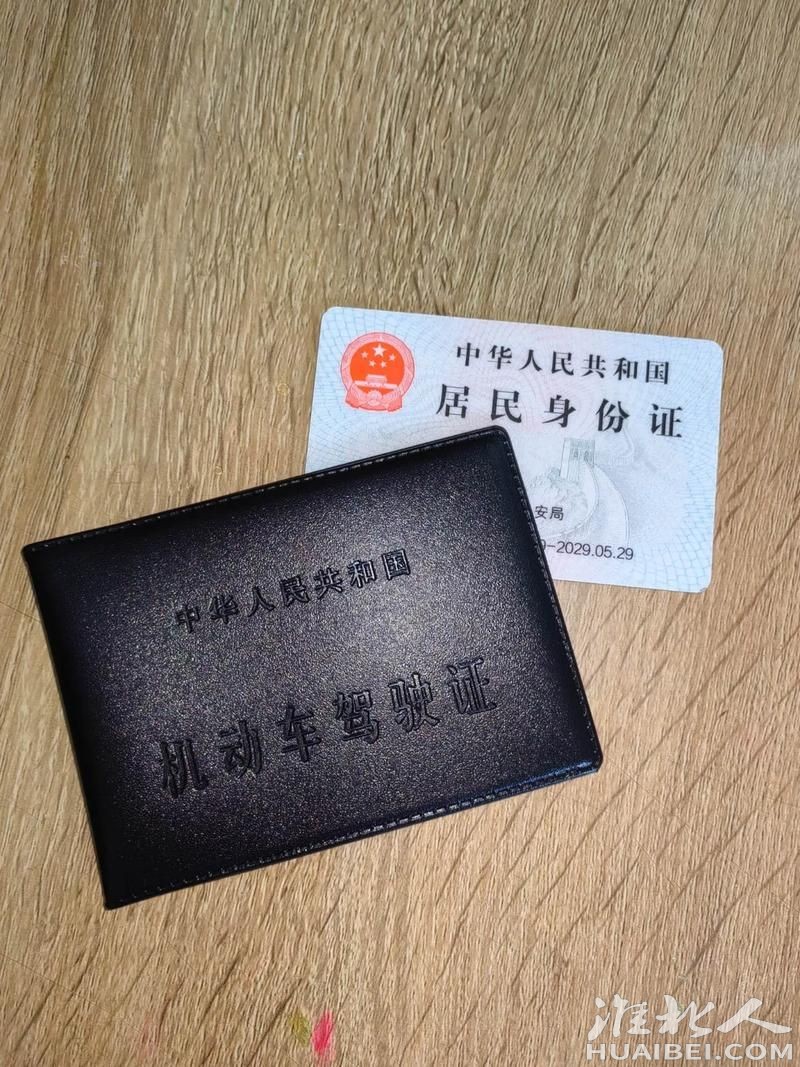 中华人民共和国
居民身份证
安局
-2029.05.29
中华人民共和国
机动车驾驶证
淮北人
HUAIBEI.COM